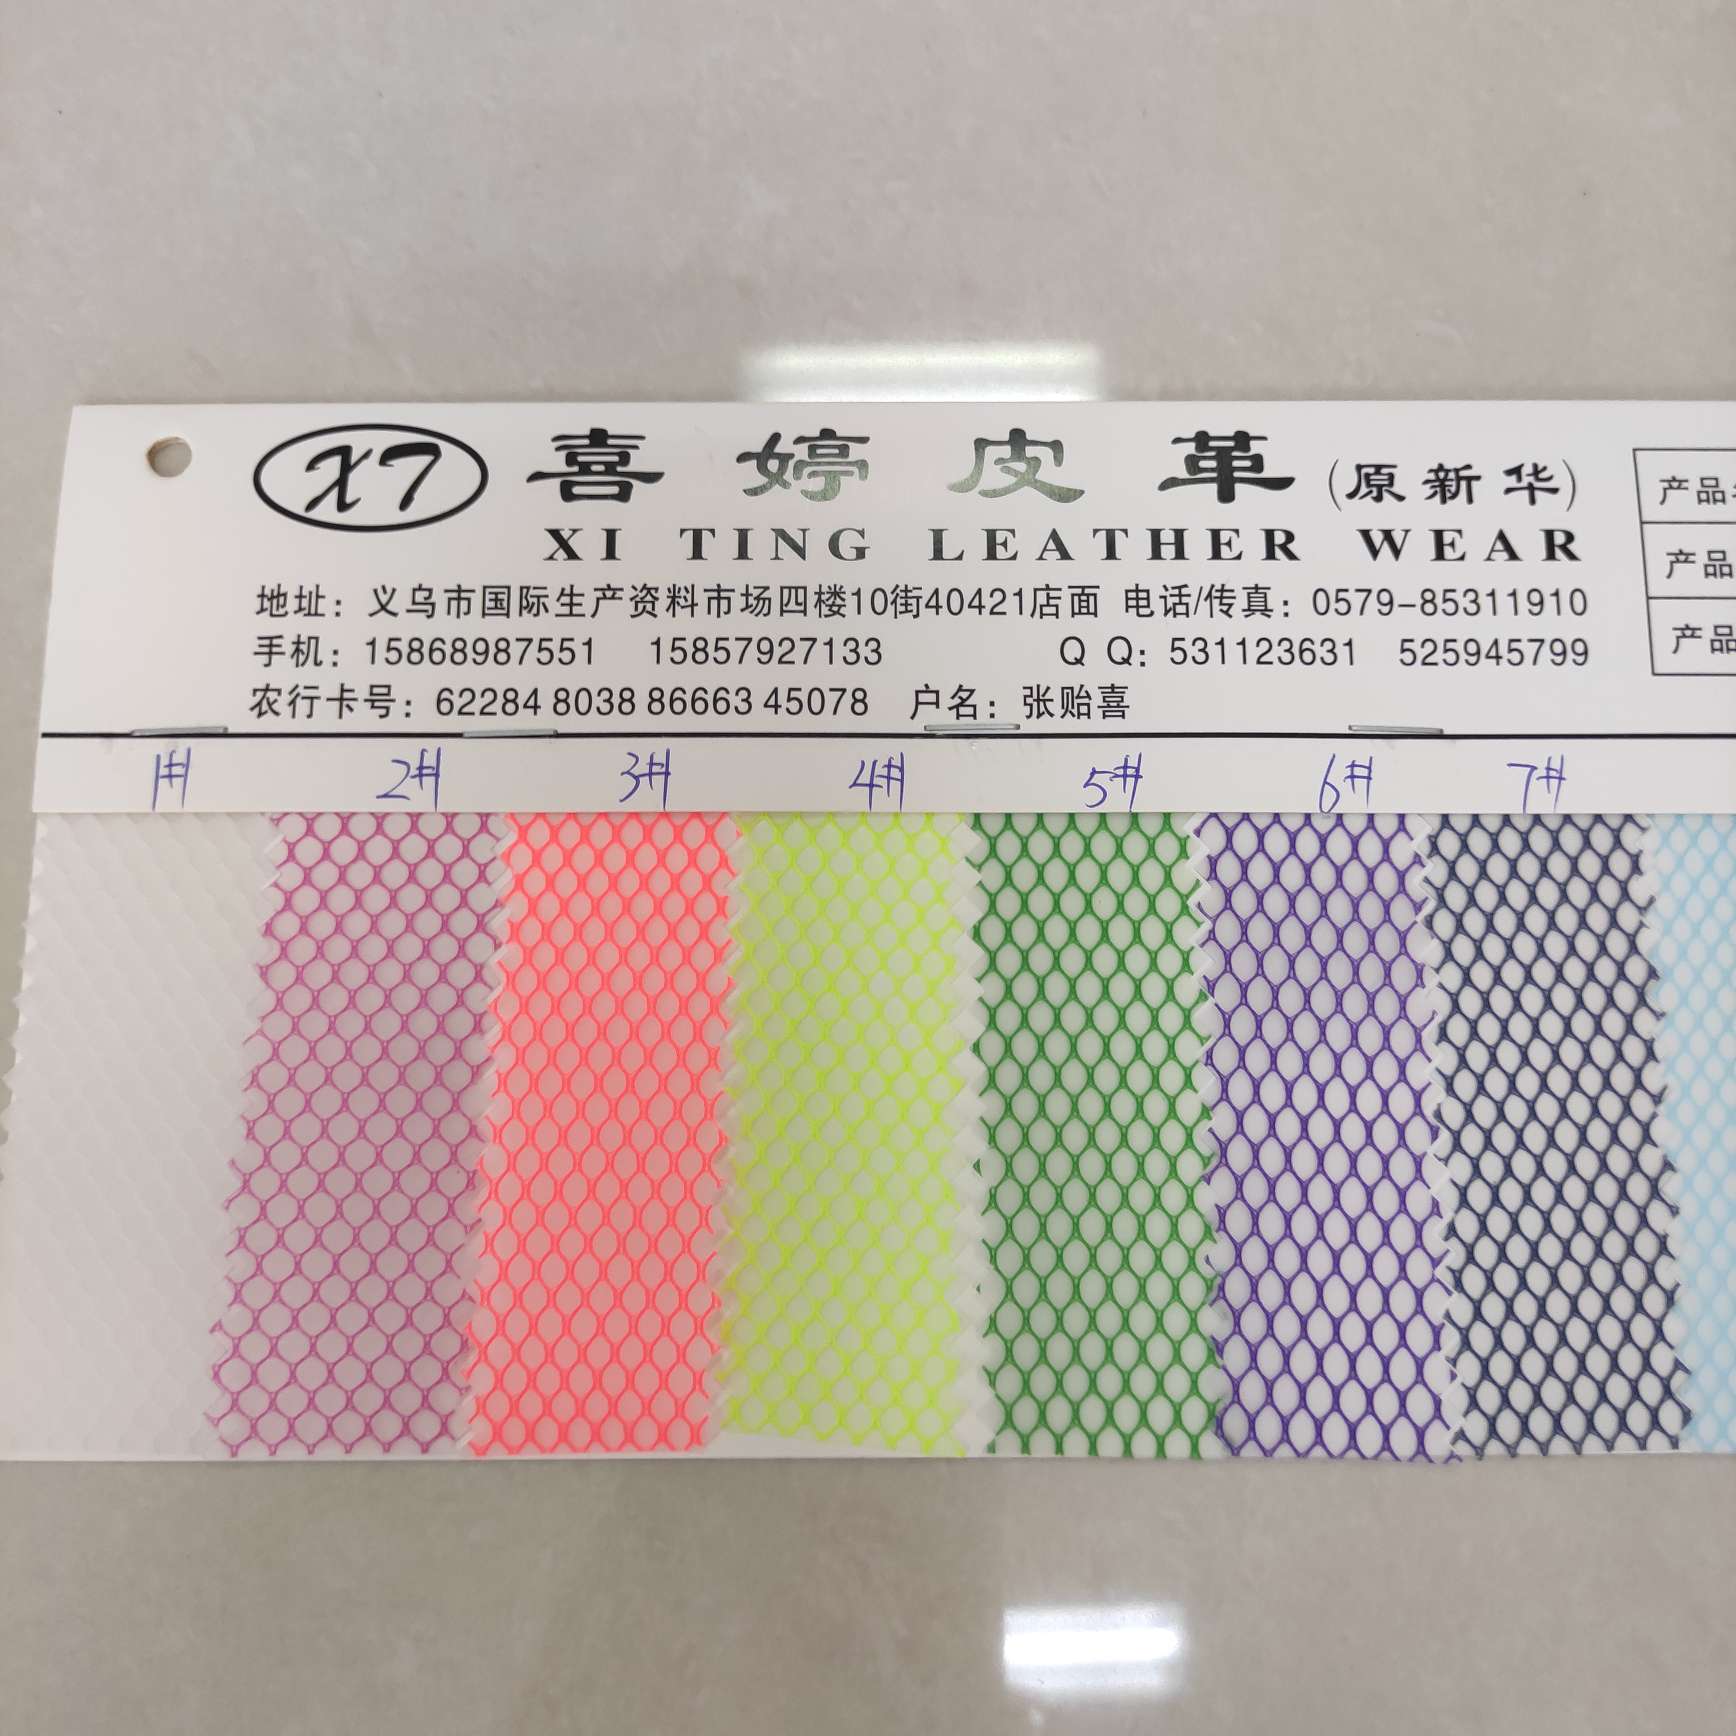 XT 喜婷皮革 (原新华)
XI TING LEATHER WEAR
地址：义乌市国际生产资料市场四楼10街40421店面 电话/传真：0579-85311910
手机：15868987551 15857927133 QQ：531123631 525945799
农行卡号：62284 8038 86663 45078 户名：张贻喜
产品
产品
产品
1# 2# 3# 4# 5# 6# 7#